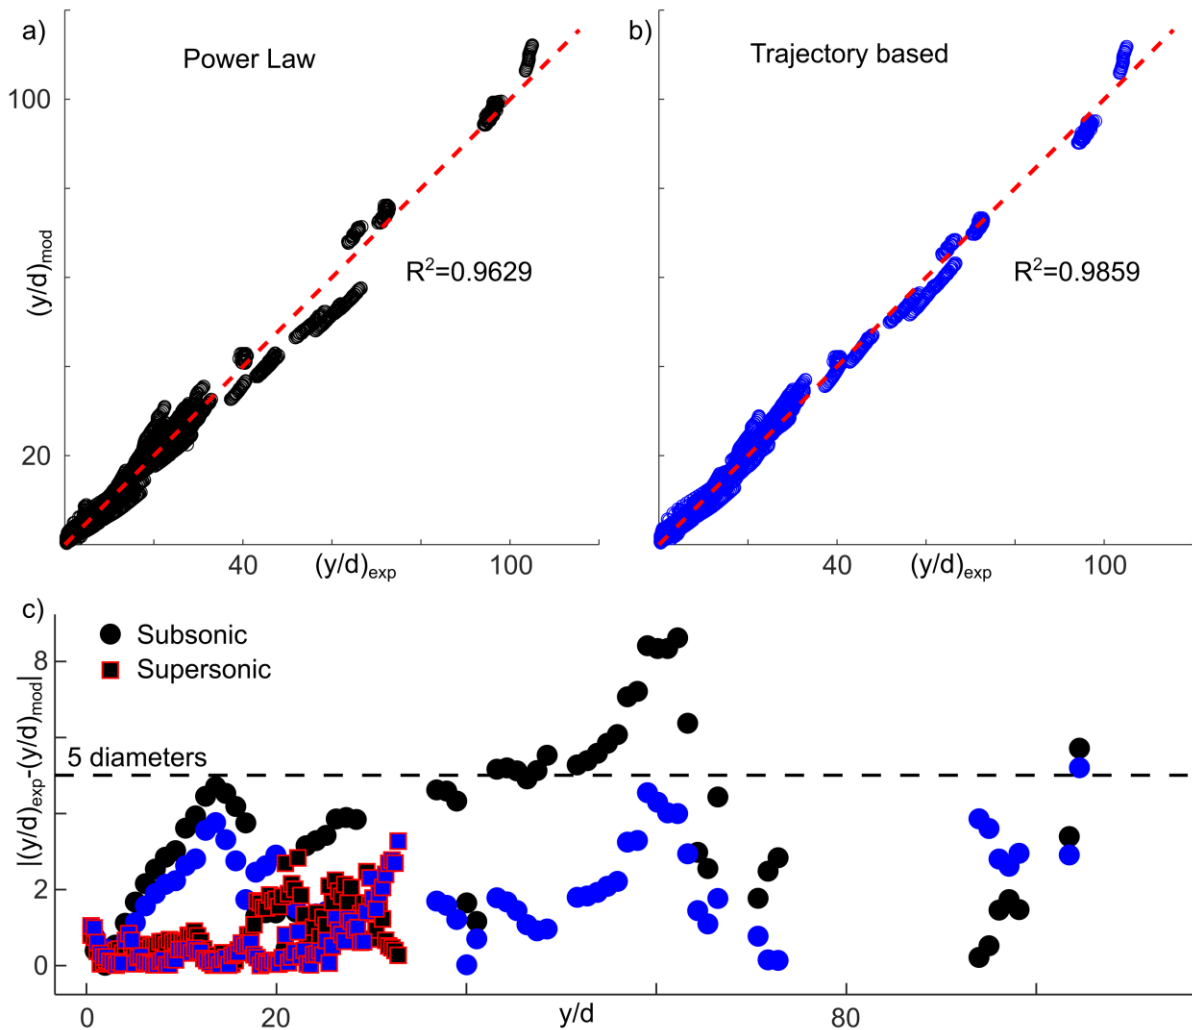 a)
Power Law
100
(y/d)mod
R²=0.9629
20
40
(y/d)exp
100
b)
Trajectory based
R²=0.9859
40
(y/d)exp
100
c)
Subsonic
Supersonic
8
|(y/d)exp-(y/d)mod|
5 diameters
2
0
0
20
y/d
80